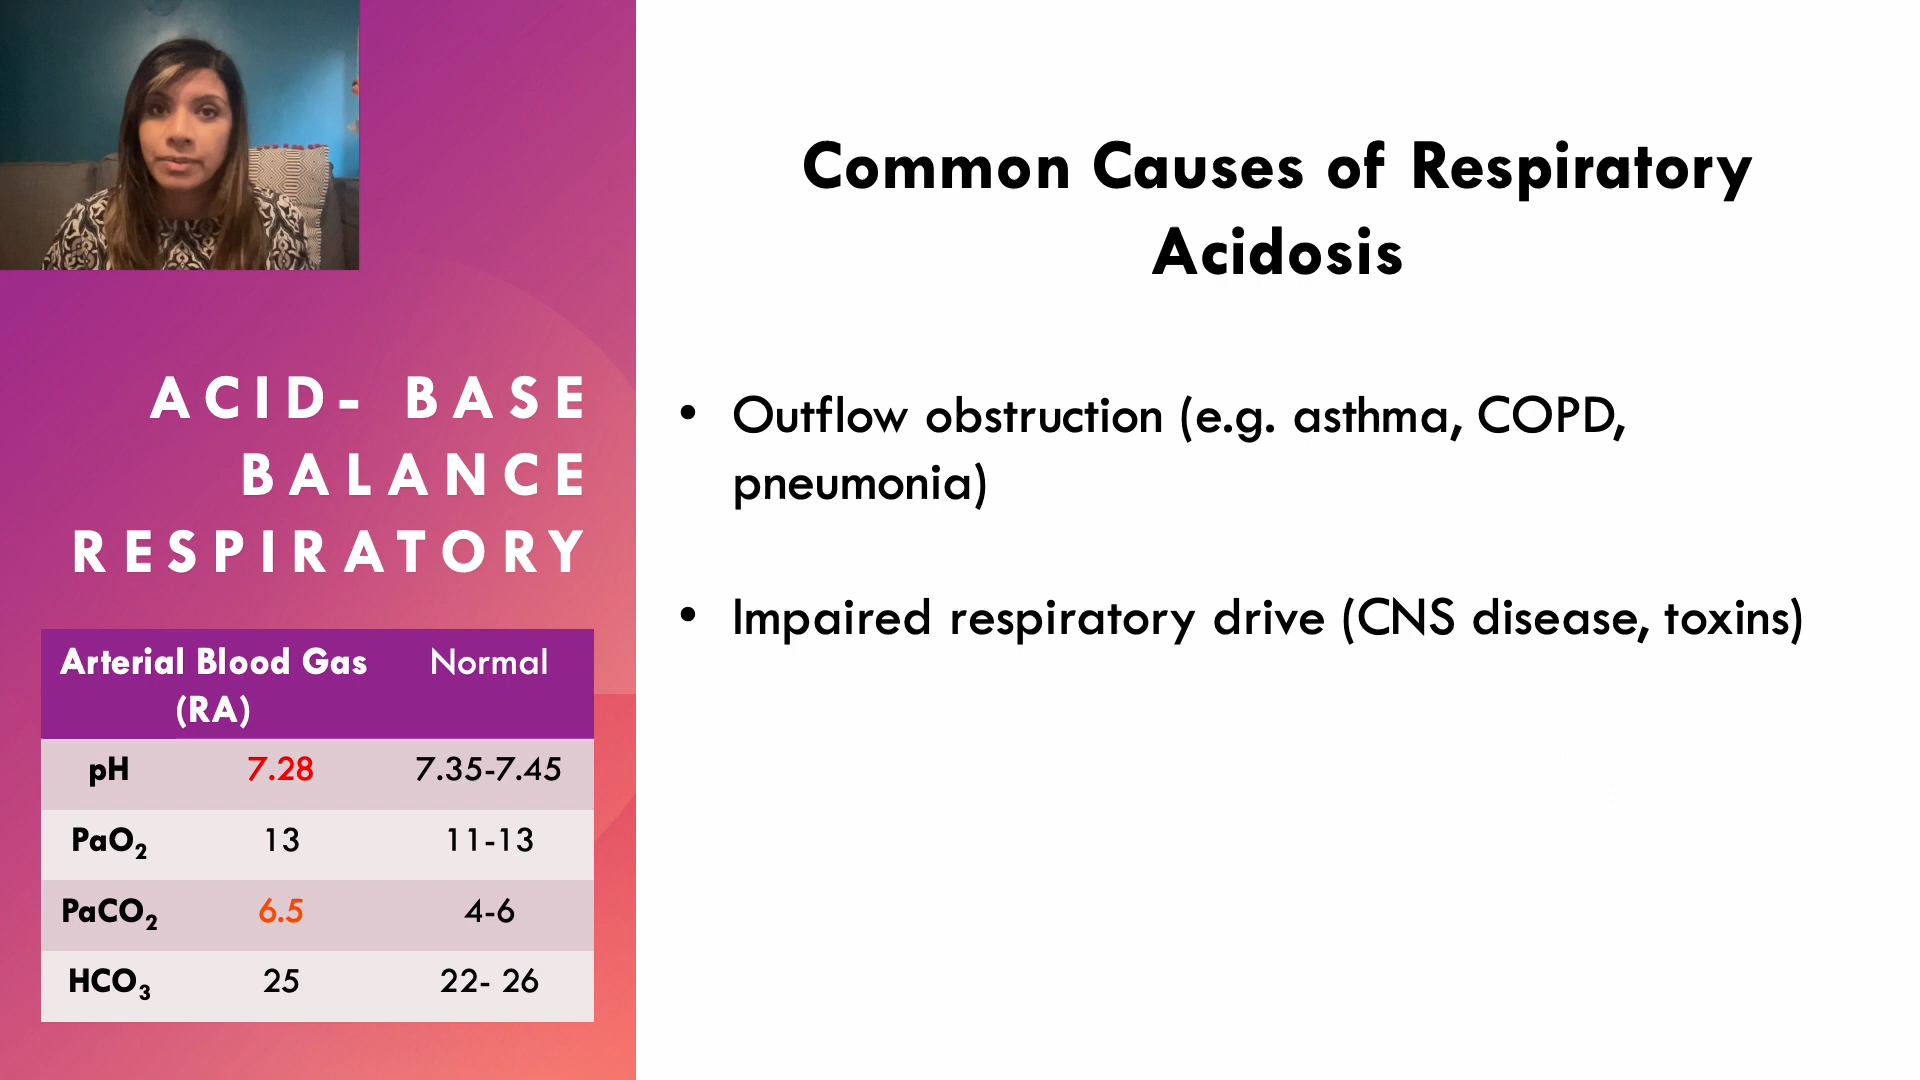 ACID- BASE
BALANCE
RESPIRATORY
Arterial Blood Gas Normal
(RA)
pH 7.28 7.35-7.45
PaO₂ 13 11-13
PaCO₂ 6.5 4-6
HCO₃ 25 22- 26
Common Causes of Respiratory
Acidosis
• Outflow obstruction (e.g. asthma, COPD,
pneumonia)
• Impaired respiratory drive (CNS disease, toxins)